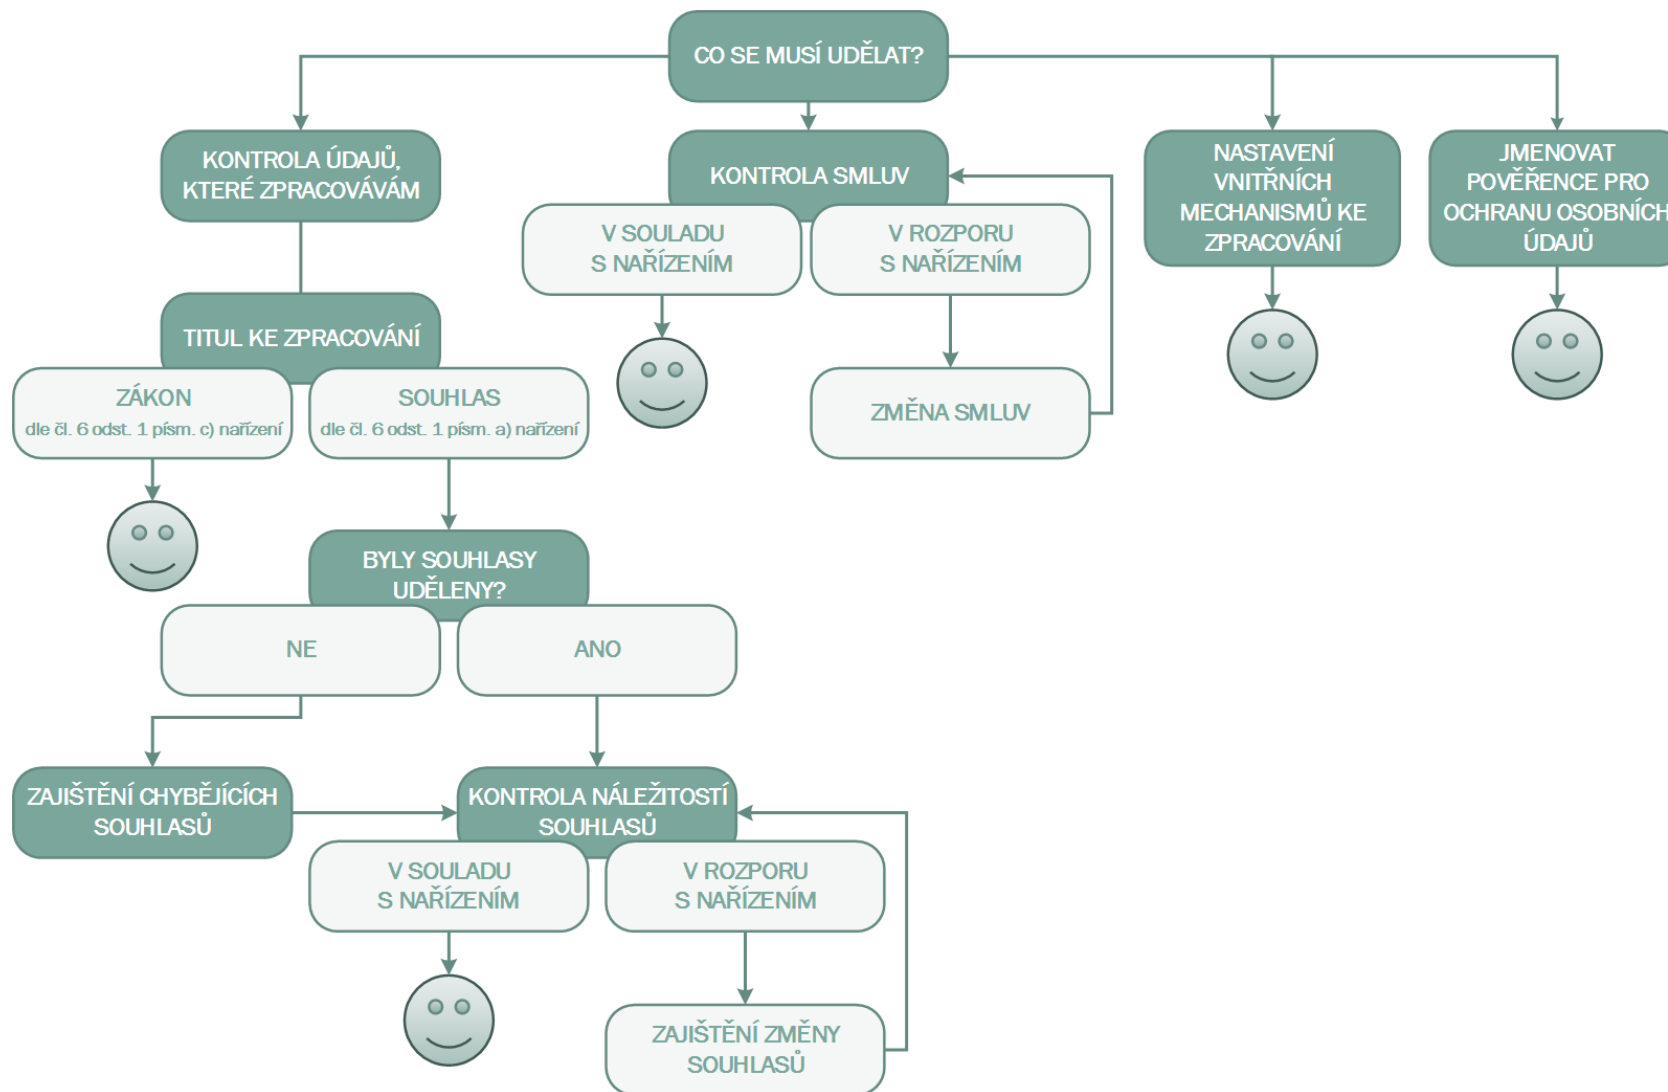 CO SE MUSÍ UDĚLAT?
KONTROLA ÚDAJŮ,
KTERÉ ZPRACOVÁVÁM
KONTROLA SMLUV
NASTAVENÍ
VNITŘNÍCH
MECHANISMŮ KE
ZPRACOVÁNÍ
JMENOVAT
POVĚŘENCE PRO
OCHRANU OSOBNÍCH
ÚDAJŮ
V SOULADU
S NAŘÍZENÍM
V ROZPORU
S NAŘÍZENÍM
TITUL KE ZPRACOVÁNÍ
ZÁKON
dle čl. 6 odst. 1 písm. c) nařízení
SOUHLAS
dle čl. 6 odst. 1 písm. a) nařízení
ZMĚNA SMLUV
BYLY SOUHLASY
UDĚLENY?
NE
ANO
ZAJIŠTĚNÍ CHYBĚJÍCÍCH
SOUHLASŮ
KONTROLA NÁLEŽITOSTÍ
SOUHLASŮ
V SOULADU
S NAŘÍZENÍM
V ROZPORU
S NAŘÍZENÍM
ZAJIŠTĚNÍ ZMĚNY
SOUHLASŮ